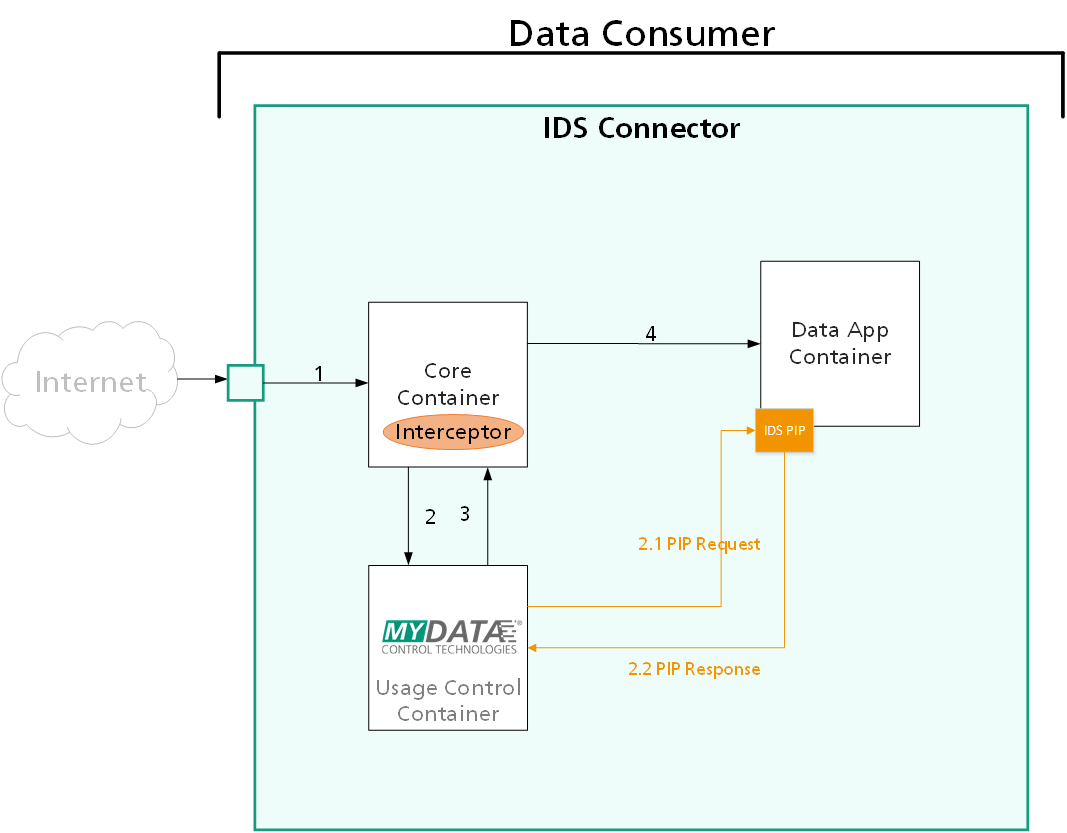 Data Consumer
IDS Connector
Internet
1
Core
Container
Interceptor
4
Data App
Container
IDS PIP
2
3
2.1 PIP Request
MYDATA®
CONTROL TECHNOLOGIES
Usage Control
Container
2.2 PIP Response